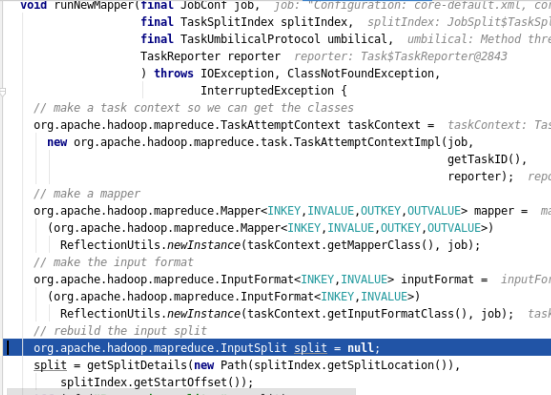 void runNewMapper(final JobConf job,  job: "Configuration: core-default.xml, cor
final TaskSplitIndex splitIndex,  splitIndex: JobSplit$TaskSpl
final TaskUmbilicalProtocol umbilical,  umbilical: Method thre
TaskReporter reporter  reporter: Task$TaskReporter@2843
) throws IOException, ClassNotFoundException,
InterruptedException {
// make a task context so we can get the classes
org.apache.hadoop.mapreduce.TaskAttemptContext taskContext =  taskContext: Tas
new org.apache.hadoop.mapreduce.task.TaskAttemptContextImpl(job,
getTaskID(),
reporter);  repo
// make a mapper
org.apache.hadoop.mapreduce.Mapper<INKEY,INVALUE,OUTKEY,OUTVALUE> mapper =  ma
(org.apache.hadoop.mapreduce.Mapper<INKEY,INVALUE,OUTKEY,OUTVALUE>)
ReflectionUtils.newInstance(taskContext.getMapperClass(), job);
// make the input format
org.apache.hadoop.mapreduce.InputFormat<INKEY,INVALUE> inputFormat =  inputFor
(org.apache.hadoop.mapreduce.InputFormat<INKEY,INVALUE>)
ReflectionUtils.newInstance(taskContext.getInputFormatClass(), job);  task
// rebuild the input split
org.apache.hadoop.mapreduce.InputSplit split = null;
split = getSplitDetails(new Path(splitIndex.getSplitLocation()),
splitIndex.getStartOffset());